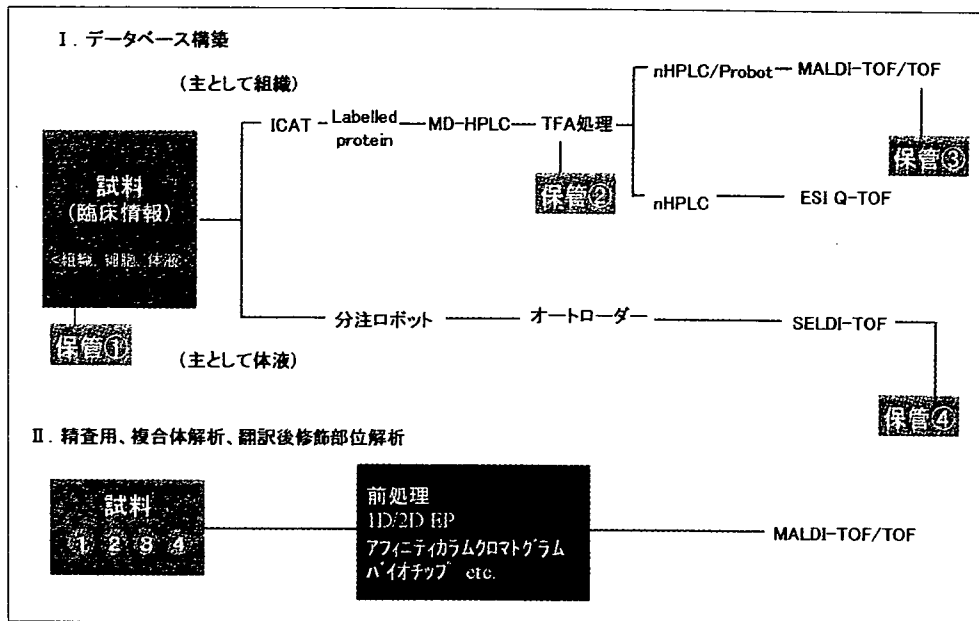 Ⅰ. データベース構築
(主として組織)
nHPLC/Probot MALDI-TOF/TOF
ICAT Labelled protein MD-HPLC TFA処理
保管③
試料
(臨床情報)
<組織、細胞、体液>
保管②
nHPLC ESI Q-TOF
分注ロボット オートローダー SELDI-TOF
保管①
(主として体液)
保管④
Ⅱ. 精査用、複合体解析、翻訳後修飾部位解析
試料
1 2 3 4
前処理
1D/2D EP
アフィニティカラムクロマトグラム
バイオチップ etc.
MALDI-TOF/TOF